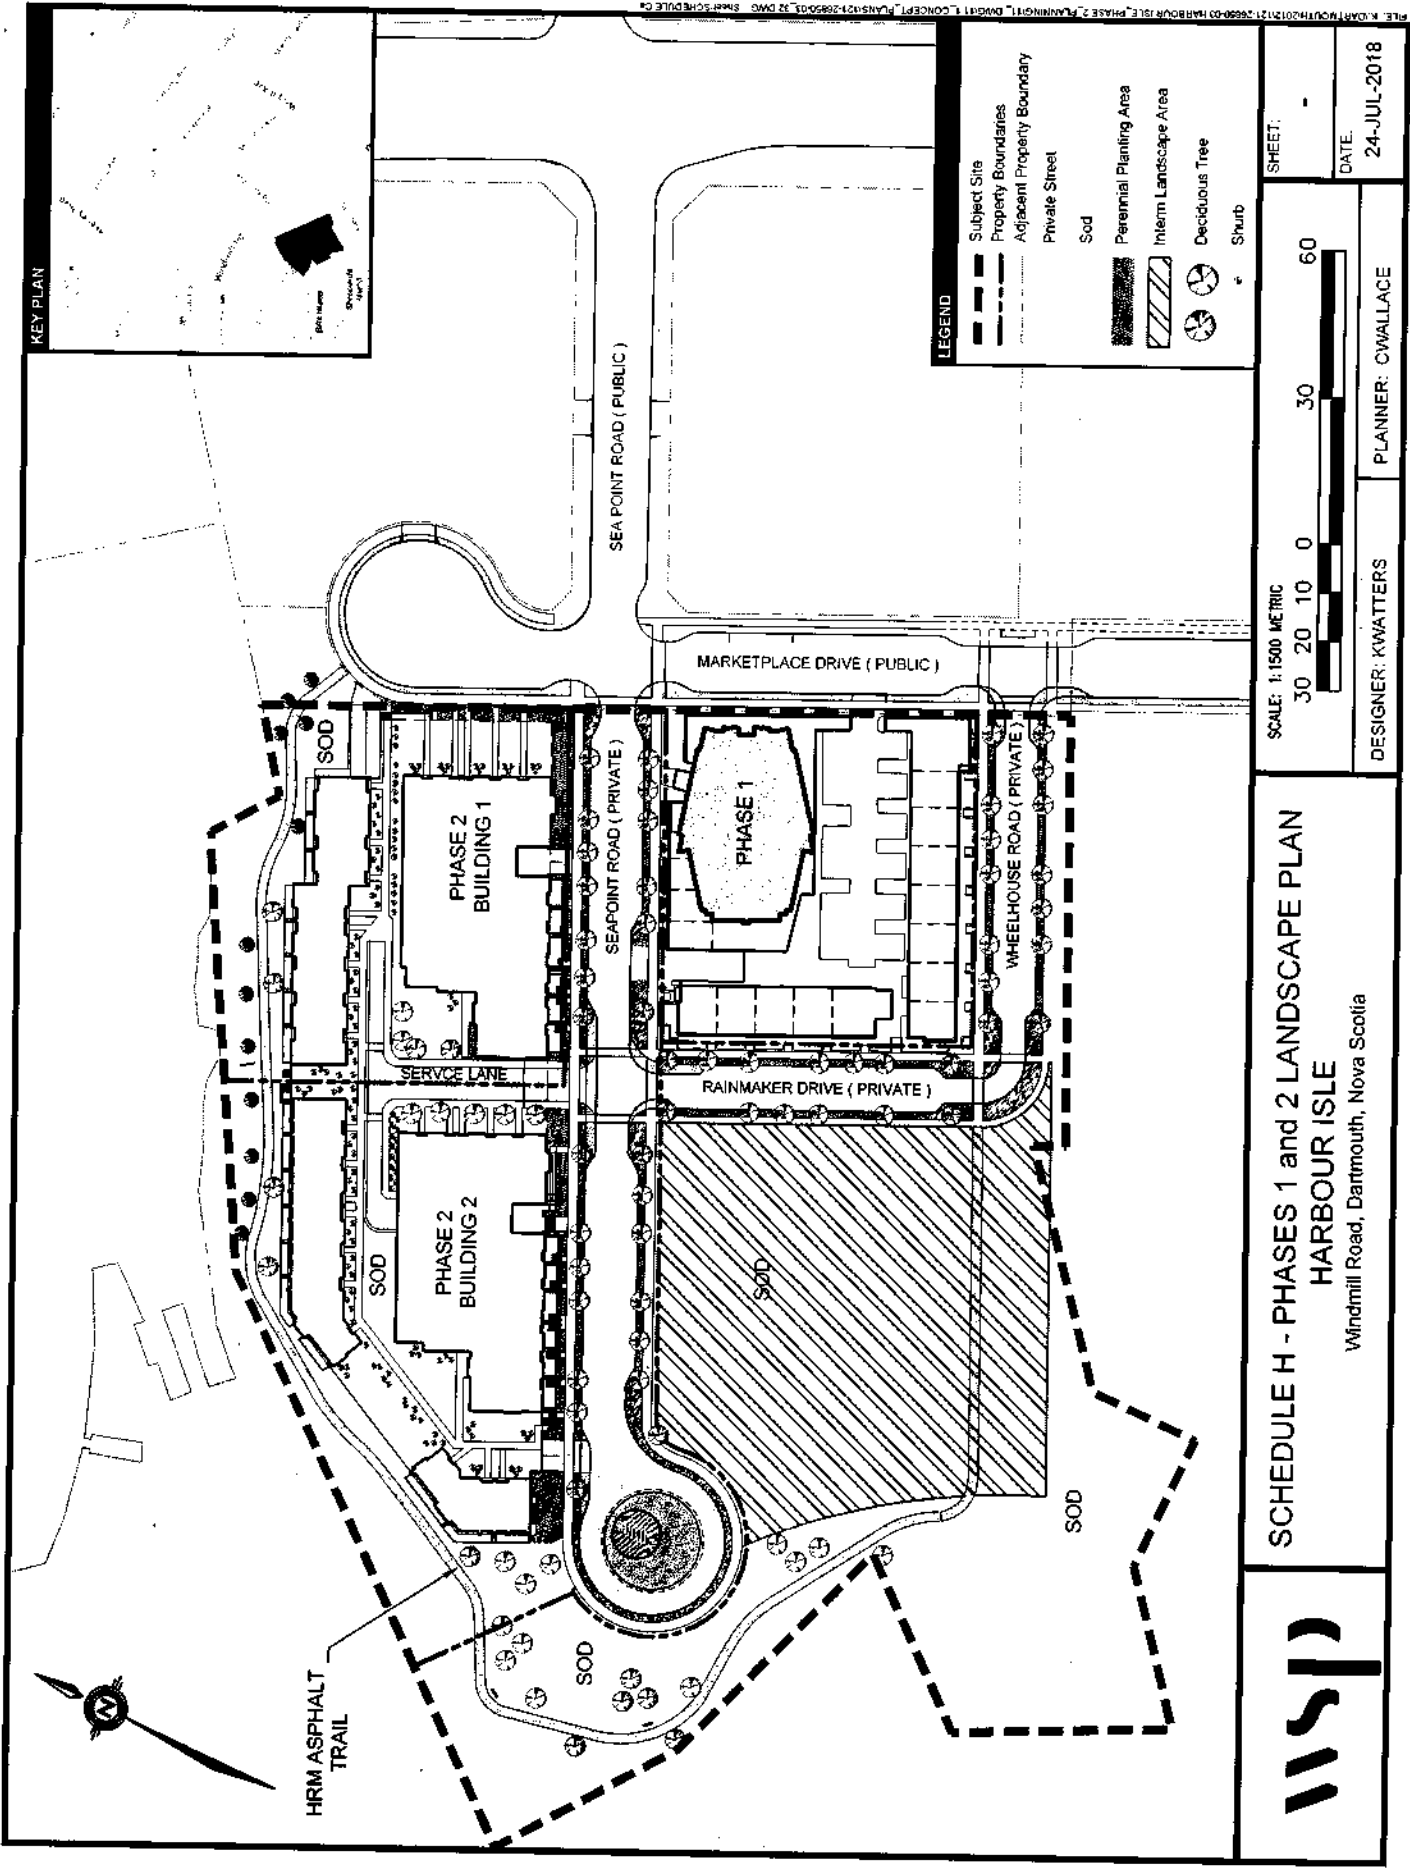 KEY PLAN
SEA POINT ROAD ( PUBLIC )
MARKETPLACE DRIVE ( PUBLIC )
SOD
PHASE 2
BUILDING 1
SEAPOINT ROAD ( PRIVATE )
PHASE 1
WHEELHOUSE ROAD ( PRIVATE )
SERVCE LANE
RAINMAKER DRIVE ( PRIVATE )
SOD
PHASE 2
BUILDING 2
SOD
SOD
SOD
HRM ASPHALT
TRAIL
N
LEGEND
Subject Site
Property Boundaries
Adjacent Property Boundary
Private Street
Sod
Perennial Planting Area
Interm Landscape Area
Deciduous Tree
Shurb
WSP
SCHEDULE H - PHASES 1 and 2 LANDSCAPE PLAN
HARBOUR ISLE
Windmill Road, Dartmouth, Nova Scotia
SCALE: 1:1500 METRIC
30 20 10 0 30 60
DESIGNER: KWATTERS
PLANNER: CWALLACE
SHEET:
-
DATE:
24-JUL-2018